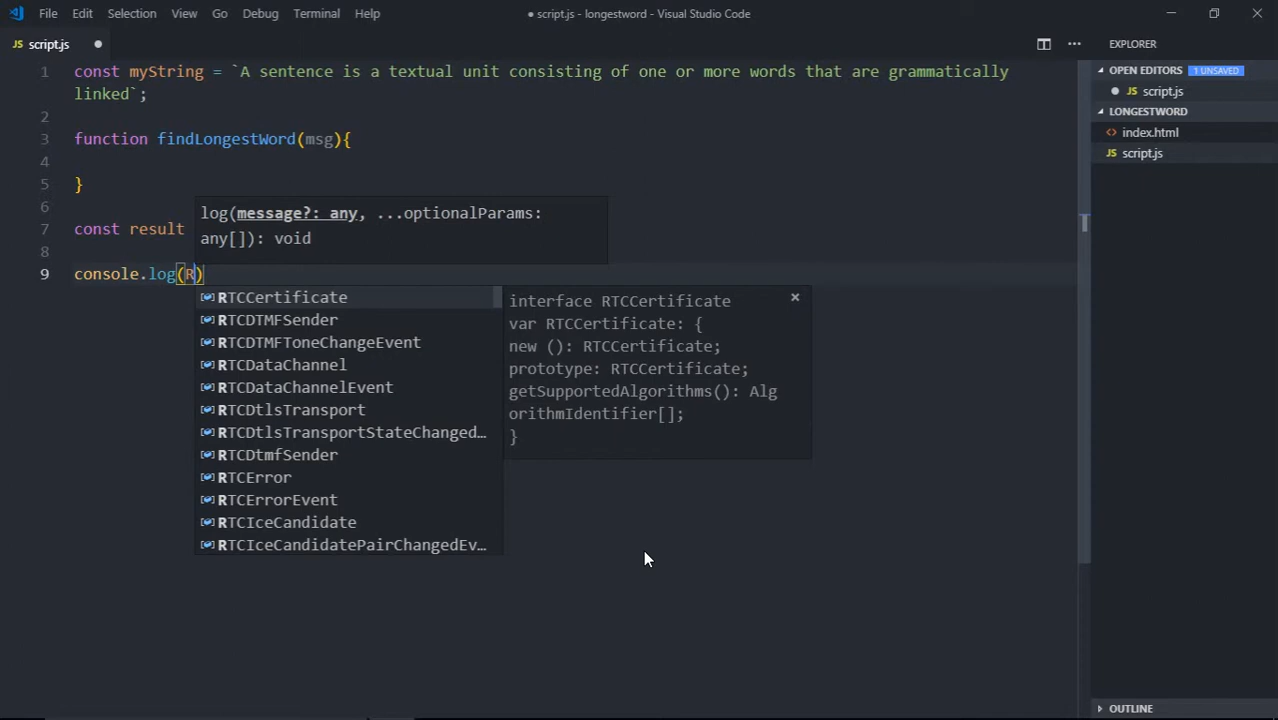 File Edit Selection View Go Debug Terminal Help
● script.js - longestword - Visual Studio Code
JS script.js ●
EXPLORER
OPEN EDITORS 1 UNSAVED
● JS script.js
LONGESTWORD
<> index.html
JS script.js
OUTLINE
1 const myString = `A sentence is a textual unit consisting of one or more words that are grammatically
linked`;
2
3 function findLongestWord(msg){
4
5 }
6
7 const result
8
9 console.log(R)
log(message?: any, ...optionalParams:
any[]): void
RTCCertificate
RTCDTMFSender
RTCDTMFToneChangeEvent
RTCDataChannel
RTCDataChannelEvent
RTCDtlsTransport
RTCDtlsTransportStateChanged…
RTCDtmfSender
RTCError
RTCErrorEvent
RTCIceCandidate
RTCIceCandidatePairChangedEv…
interface RTCCertificate
var RTCCertificate: {
new (): RTCCertificate;
prototype: RTCCertificate;
getSupportedAlgorithms(): Alg
orithmIdentifier[];
}